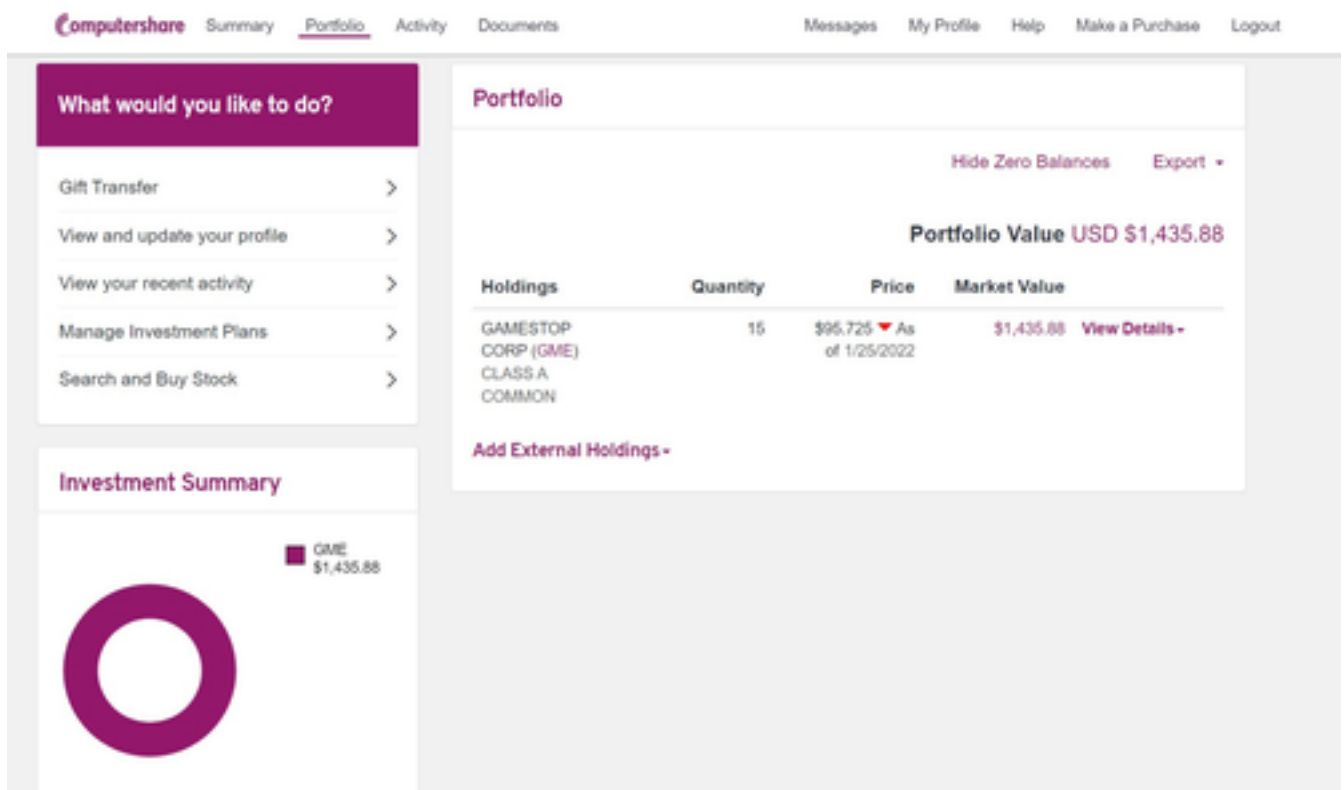 Computershare Summary Portfolio Activity Documents Messages My Profile Help Make a Purchase Logout
What would you like to do?
Gift Transfer
View and update your profile
View your recent activity
Manage Investment Plans
Search and Buy Stock
Investment Summary
GME
$1,435.88
Portfolio
Hide Zero Balances Export
Portfolio Value USD $1,435.88
Holdings Quantity Price Market Value
GAMESTOP 15 $95.725 As $1,435.88 View Details
CORP (GME) of 1/25/2022
CLASS A
COMMON
Add External Holdings